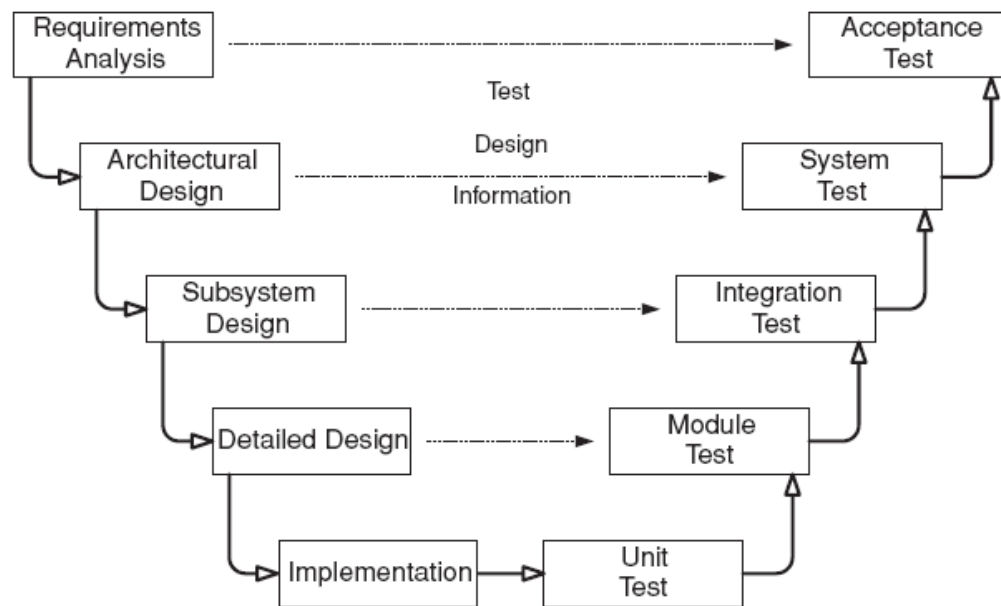 Requirements
Analysis
Acceptance
Test
Test
Architectural
Design
Design
Information
System
Test
Subsystem
Design
Integration
Test
Detailed Design
Module
Test
Implementation
Unit
Test